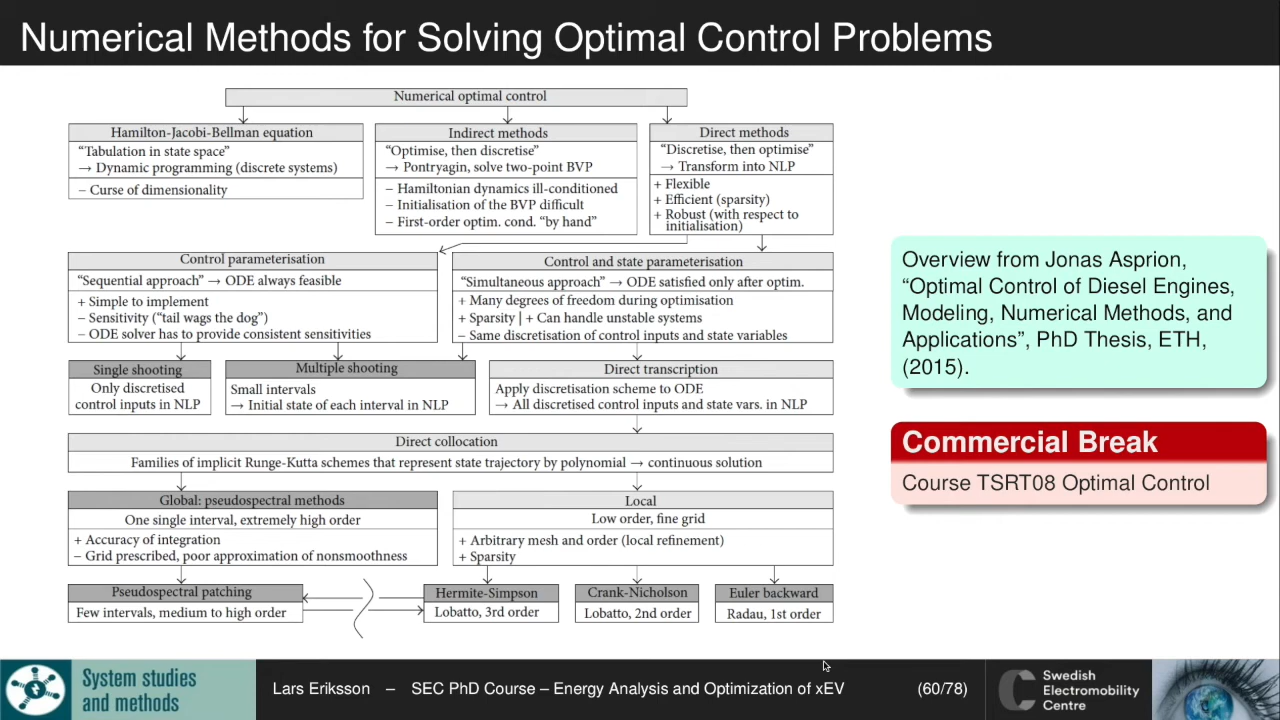 Numerical Methods for Solving Optimal Control Problems
Numerical optimal control
Hamilton-Jacobi-Bellman equation
“Tabulation in state space”
→ Dynamic programming (discrete systems)
– Curse of dimensionality
Indirect methods
“Optimise, then discretise”
→ Pontryagin, solve two-point BVP
– Hamiltonian dynamics ill-conditioned
– Initialisation of the BVP difficult
– First-order optim. cond. “by hand”
Direct methods
“Discretise, then optimise”
→ Transform into NLP
+ Flexible
+ Efficient (sparsity)
+ Robust (with respect to
initialisation)
Control parameterisation
“Sequential approach” → ODE always feasible
+ Simple to implement
– Sensitivity (“tail wags the dog”)
– ODE solver has to provide consistent sensitivities
Control and state parameterisation
“Simultaneous approach” → ODE satisfied only after optim.
+ Many degrees of freedom during optimisation
+ Sparsity | + Can handle unstable systems
– Same discretisation of control inputs and state variables
Single shooting
Only discretised
control inputs in NLP
Multiple shooting
Small intervals
→ Initial state of each interval in NLP
Direct transcription
Apply discretisation scheme to ODE
→ All discretised control inputs and state vars. in NLP
Direct collocation
Families of implicit Runge-Kutta schemes that represent state trajectory by polynomial → continuous solution
Global: pseudospectral methods
One single interval, extremely high order
+ Accuracy of integration
– Grid prescribed, poor approximation of nonsmoothness
Local
Low order, fine grid
+ Arbitrary mesh and order (local refinement)
+ Sparsity
Pseudospectral patching
Few intervals, medium to high order
Hermite-Simpson
Lobatto, 3rd order
Crank-Nicholson
Lobatto, 2nd order
Euler backward
Radau, 1st order
Overview from Jonas Asprion,
“Optimal Control of Diesel Engines,
Modeling, Numerical Methods, and
Applications”, PhD Thesis, ETH,
(2015).
Commercial Break
Course TSRT08 Optimal Control
System studies
and methods
Lars Eriksson – SEC PhD Course – Energy Analysis and Optimization of xEV
(60/78)
Swedish
Electromobility
Centre